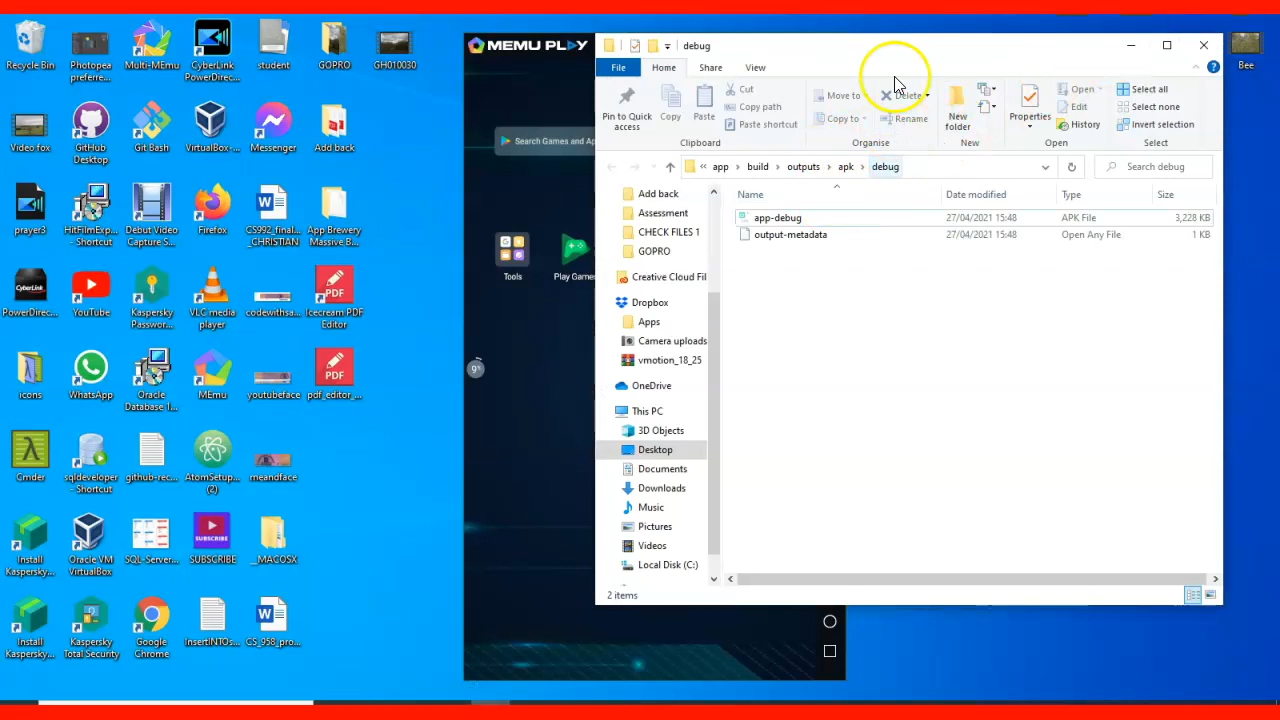 Recycle Bin
Photopea
preferre...
Multi-MEmu
CyberLink
PowerDirec...
student
GOPRO
GH010030
Bee
Video fox
GitHub
Desktop
Git Bash
VirtualBox-...
Messenger
Add back
prayer3
HitFilmExp...
- Shortcut
Debut Video
Capture S...
Firefox
CS992_final...
_CHRISTIAN
App Brewery
Massive B...
PowerDirec...
YouTube
Kaspersky
Passwor...
VLC media
player
codewithsa...
Icecream PDF
Editor
icons
WhatsApp
Oracle
Database 1...
MEmu
youtubeface
pdf_editor_...
Cmder
sqldeveloper
- Shortcut
github-rec...
AtomSetup...
(2)
meandface
Install
Kaspersky...
Oracle VM
VirtualBox
SQL-Server...
SUBSCRIBE
SUBSCRIBE
__MACOSX
Install
Kaspersky...
Kaspersky
Total Security
Google
Chrome
InsertINTOs...
CS_958_pro...
MEMU PLAY
Search Games and Ap
Tools
Play Games
debug
File Home Share View
Pin to Quick
access
Copy
Paste
Cut
Copy path
Paste shortcut
Clipboard
Move to
Copy to
Delete
Rename
Organise
New
folder
New
Properties
Open
Edit
History
Open
Select all
Select none
Invert selection
Select
« app > build > outputs > apk > debug
Search debug
Add back
Assessment
CHECK FILES 1
GOPRO
Creative Cloud Fil
Dropbox
Apps
Camera uploads
vmotion_18_25
OneDrive
This PC
3D Objects
Desktop
Documents
Downloads
Music
Pictures
Videos
Local Disk (C:)
Name Date modified Type Size
app-debug 27/04/2021 15:48 APK File 3,228 KB
output-metadata 27/04/2021 15:48 Open Any File 1 KB
2 items